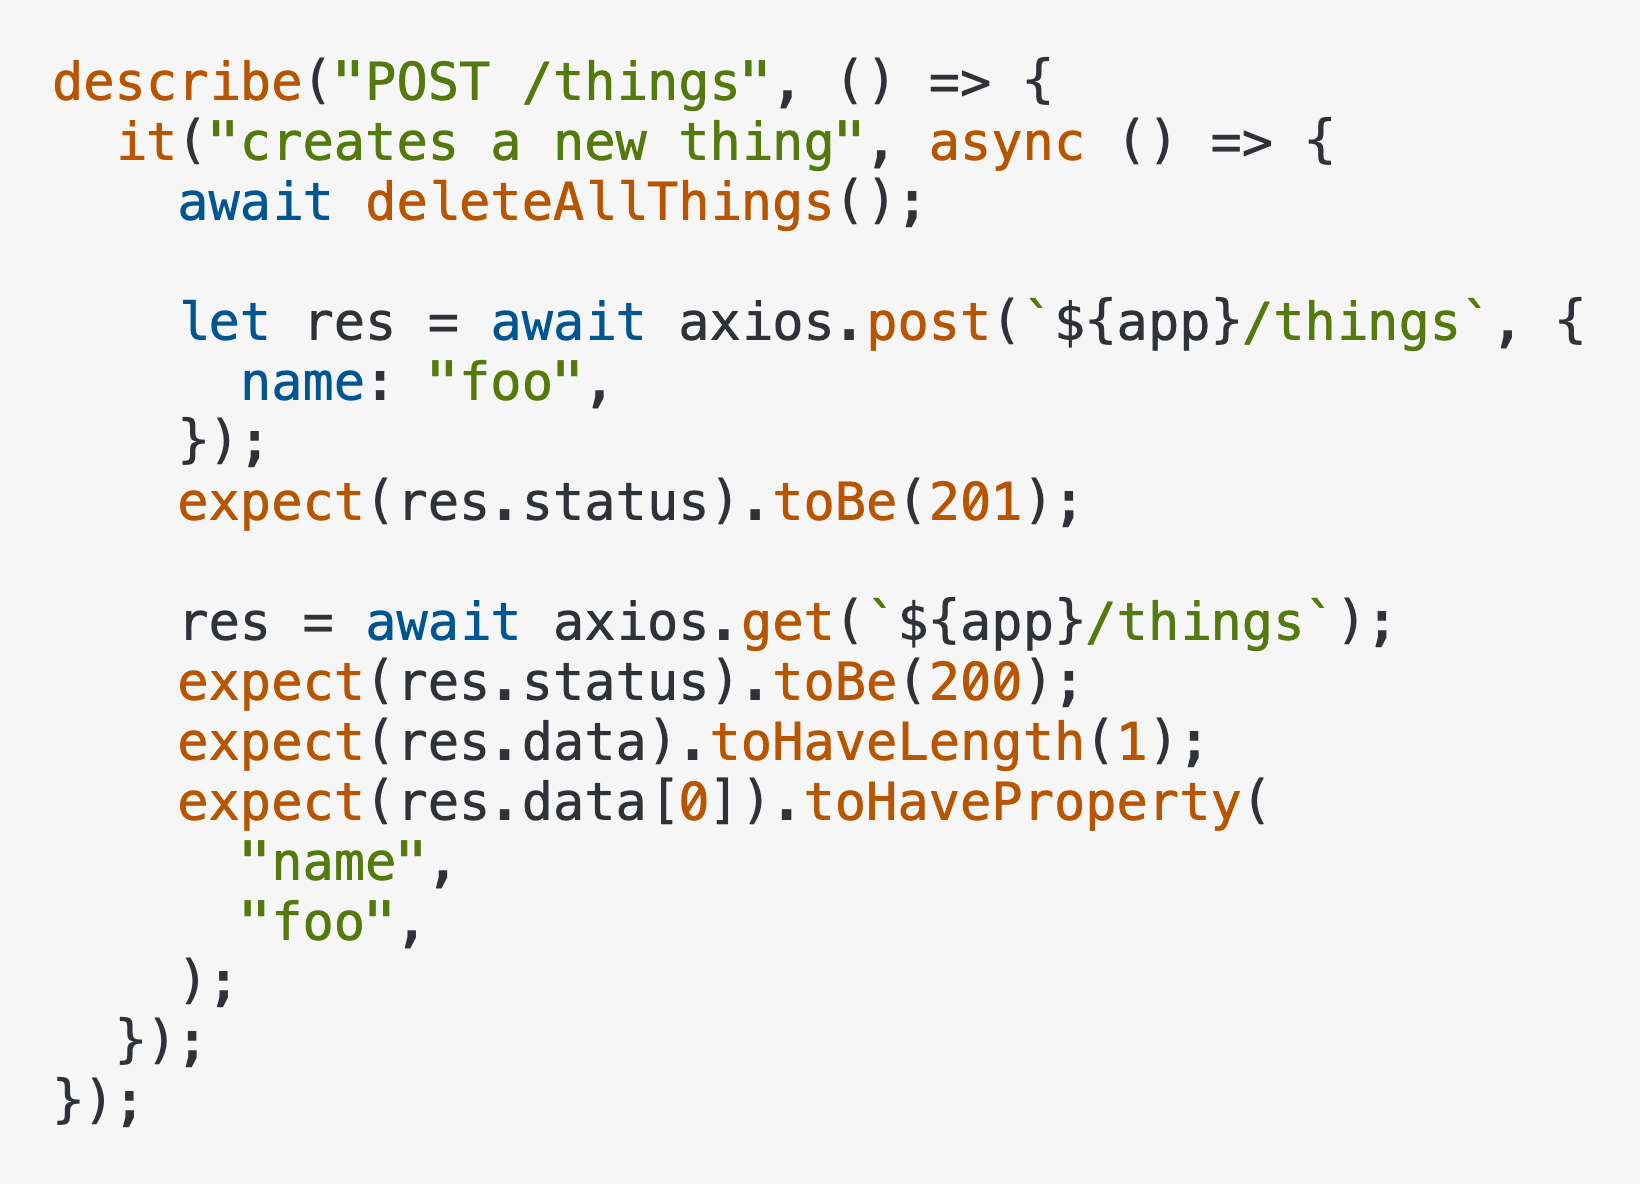 describe("POST /things", () => {
  it("creates a new thing", async () => {
    await deleteAllThings();

    let res = await axios.post(`${app}/things`, {
      name: "foo",
    });
    expect(res.status).toBe(201);

    res = await axios.get(`${app}/things`);
    expect(res.status).toBe(200);
    expect(res.data).toHaveLength(1);
    expect(res.data[0]).toHaveProperty(
      "name",
      "foo",
    );
  });
});